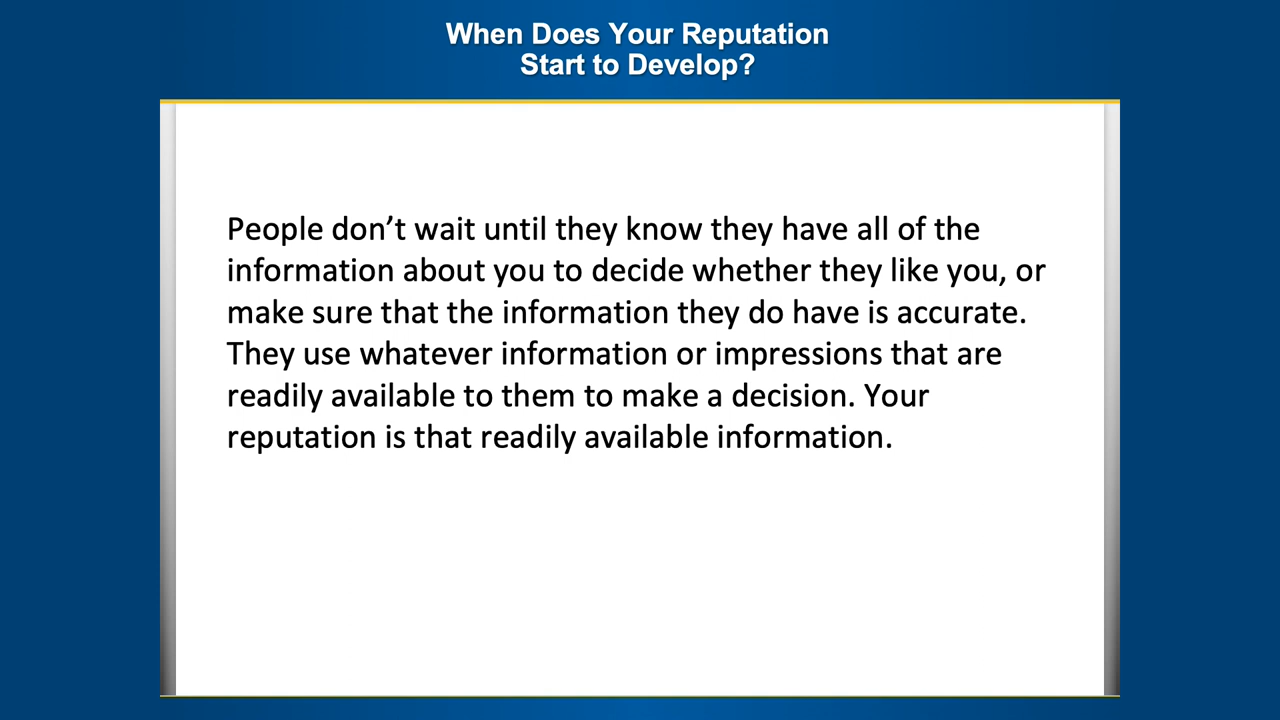 When Does Your Reputation
Start to Develop?
People don’t wait until they know they have all of the
information about you to decide whether they like you, or
make sure that the information they do have is accurate.
They use whatever information or impressions that are
readily available to them to make a decision. Your
reputation is that readily available information.